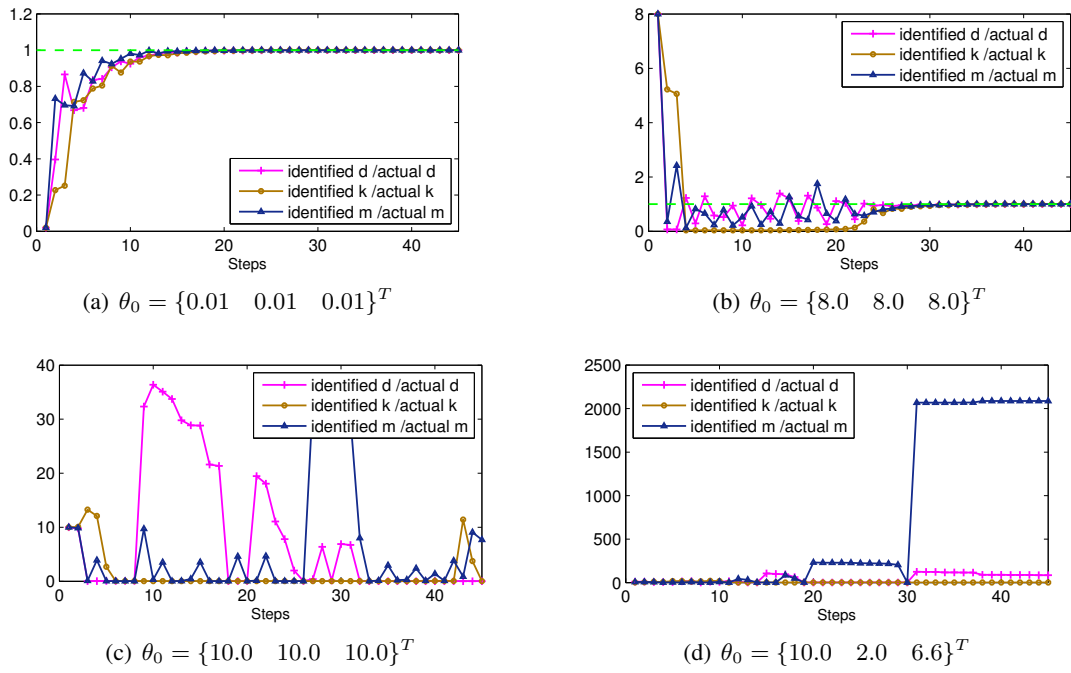 1.2
1
0.8
0.6
0.4
0.2
0
0 10 20 30 40
Steps
identified d /actual d
identified k /actual k
identified m /actual m
(a) θ₀ = {0.01 0.01 0.01}ᵀ
8
6
4
2
0
0 10 20 30 40
Steps
identified d /actual d
identified k /actual k
identified m /actual m
(b) θ₀ = {8.0 8.0 8.0}ᵀ
40
30
20
10
0
0 10 20 30 40
Steps
identified d /actual d
identified k /actual k
identified m /actual m
(c) θ₀ = {10.0 10.0 10.0}ᵀ
2500
2000
1500
1000
500
0
0 10 20 30 40
Steps
identified d /actual d
identified k /actual k
identified m /actual m
(d) θ₀ = {10.0 2.0 6.6}ᵀ